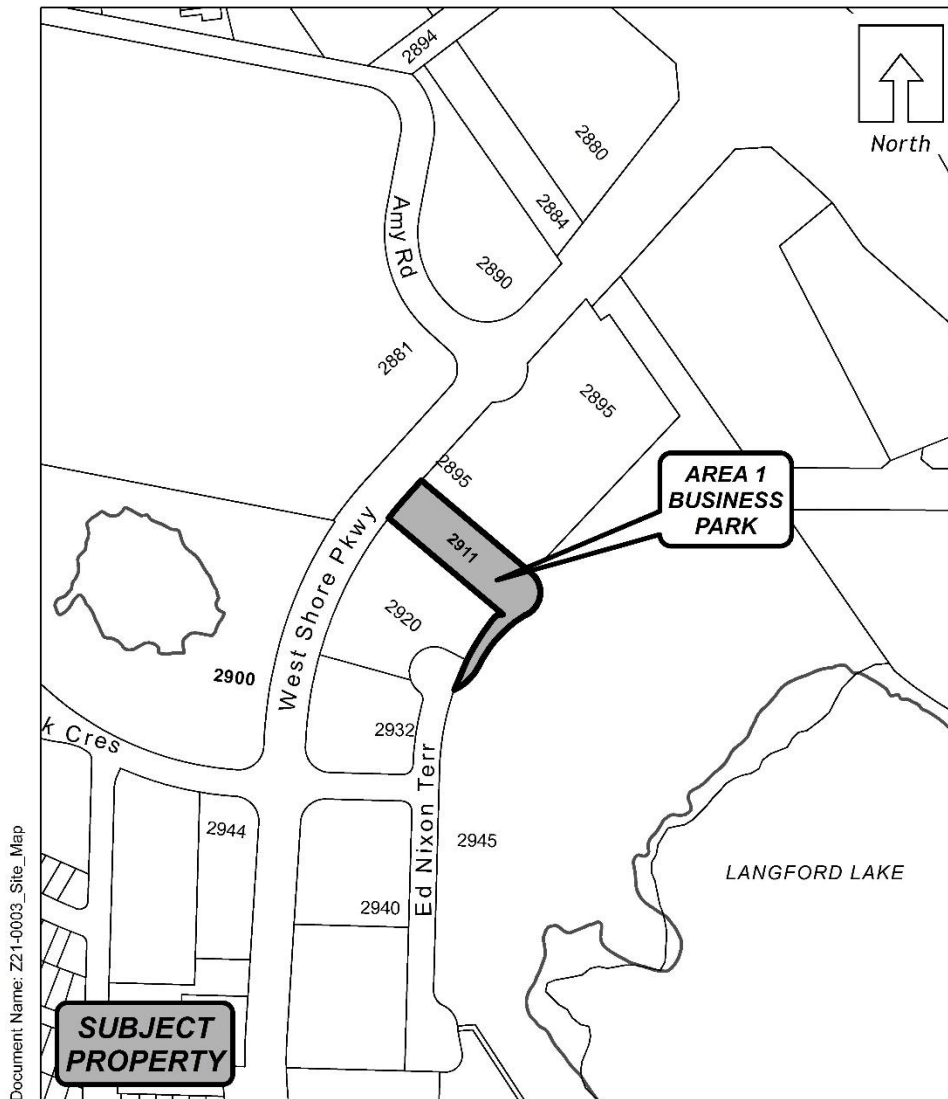 2894
2880
North
2884
Amy Rd
2890
2881
2895
2895
AREA 1
BUSINESS
PARK
West Shore Pkwy
2911
2920
2900
k Cres
2932
2944
Ed Nixon Terr
2945
LANGFORD LAKE
2940
SUBJECT
PROPERTY
Document Name: Z21-0003_Site_Map